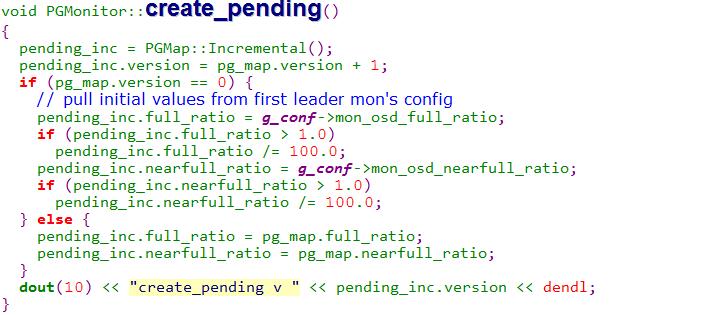 void PGMonitor::create_pending()
{
  pending_inc = PGMap::Incremental();
  pending_inc.version = pg_map.version + 1;
  if (pg_map.version == 0) {
    // pull initial values from first leader mon's config
    pending_inc.full_ratio = g_conf->mon_osd_full_ratio;
    if (pending_inc.full_ratio > 1.0)
      pending_inc.full_ratio /= 100.0;
    pending_inc.nearfull_ratio = g_conf->mon_osd_nearfull_ratio;
    if (pending_inc.nearfull_ratio > 1.0)
      pending_inc.nearfull_ratio /= 100.0;
  } else {
    pending_inc.full_ratio = pg_map.full_ratio;
    pending_inc.nearfull_ratio = pg_map.nearfull_ratio;
  }
  dout(10) << "create_pending v " << pending_inc.version << dendl;
}